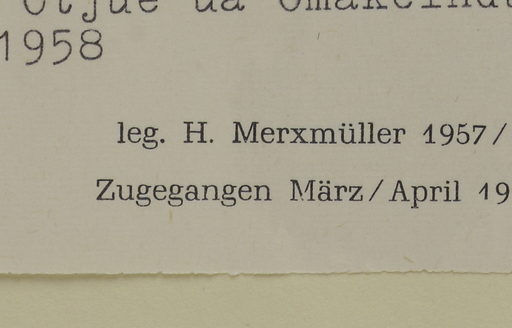 1958
leg. H. Merxmüller 1957/
Zugegangen März/April 19